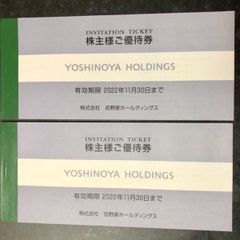 INVITATION TICKET
株主様ご優待券
YOSHINOYA HOLDINGS
有効期限 2022年11月30日まで
株式会社 吉野家ホールディングス
INVITATION TICKET
株主様ご優待券
YOSHINOYA HOLDINGS
有効期限 2022年11月30日まで
株式会社 吉野家ホールディングス